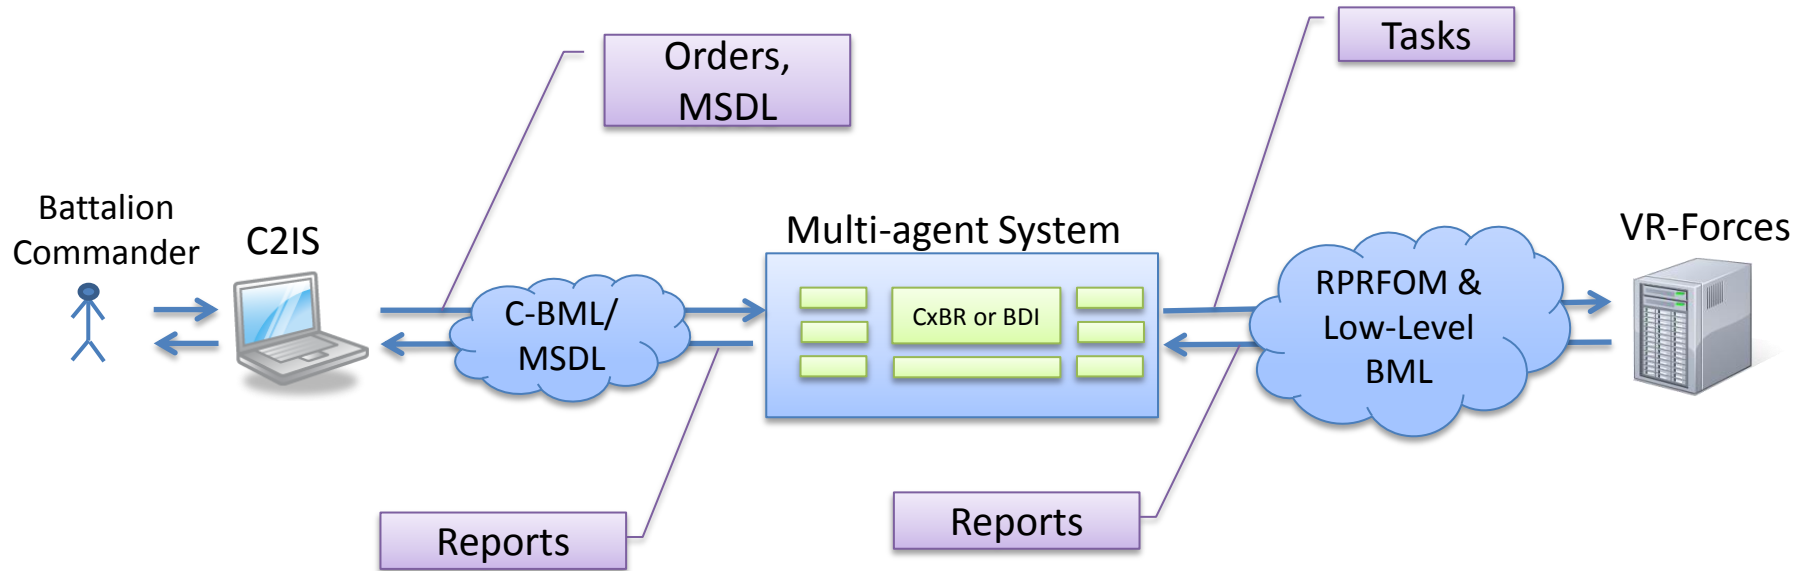 Orders,
MSDL
Tasks
Battalion
Commander
C2IS
Multi-agent System
VR-Forces
C-BML/
MSDL
CxBR or BDI
RPRFOM &
Low-Level
BML
Reports
Reports